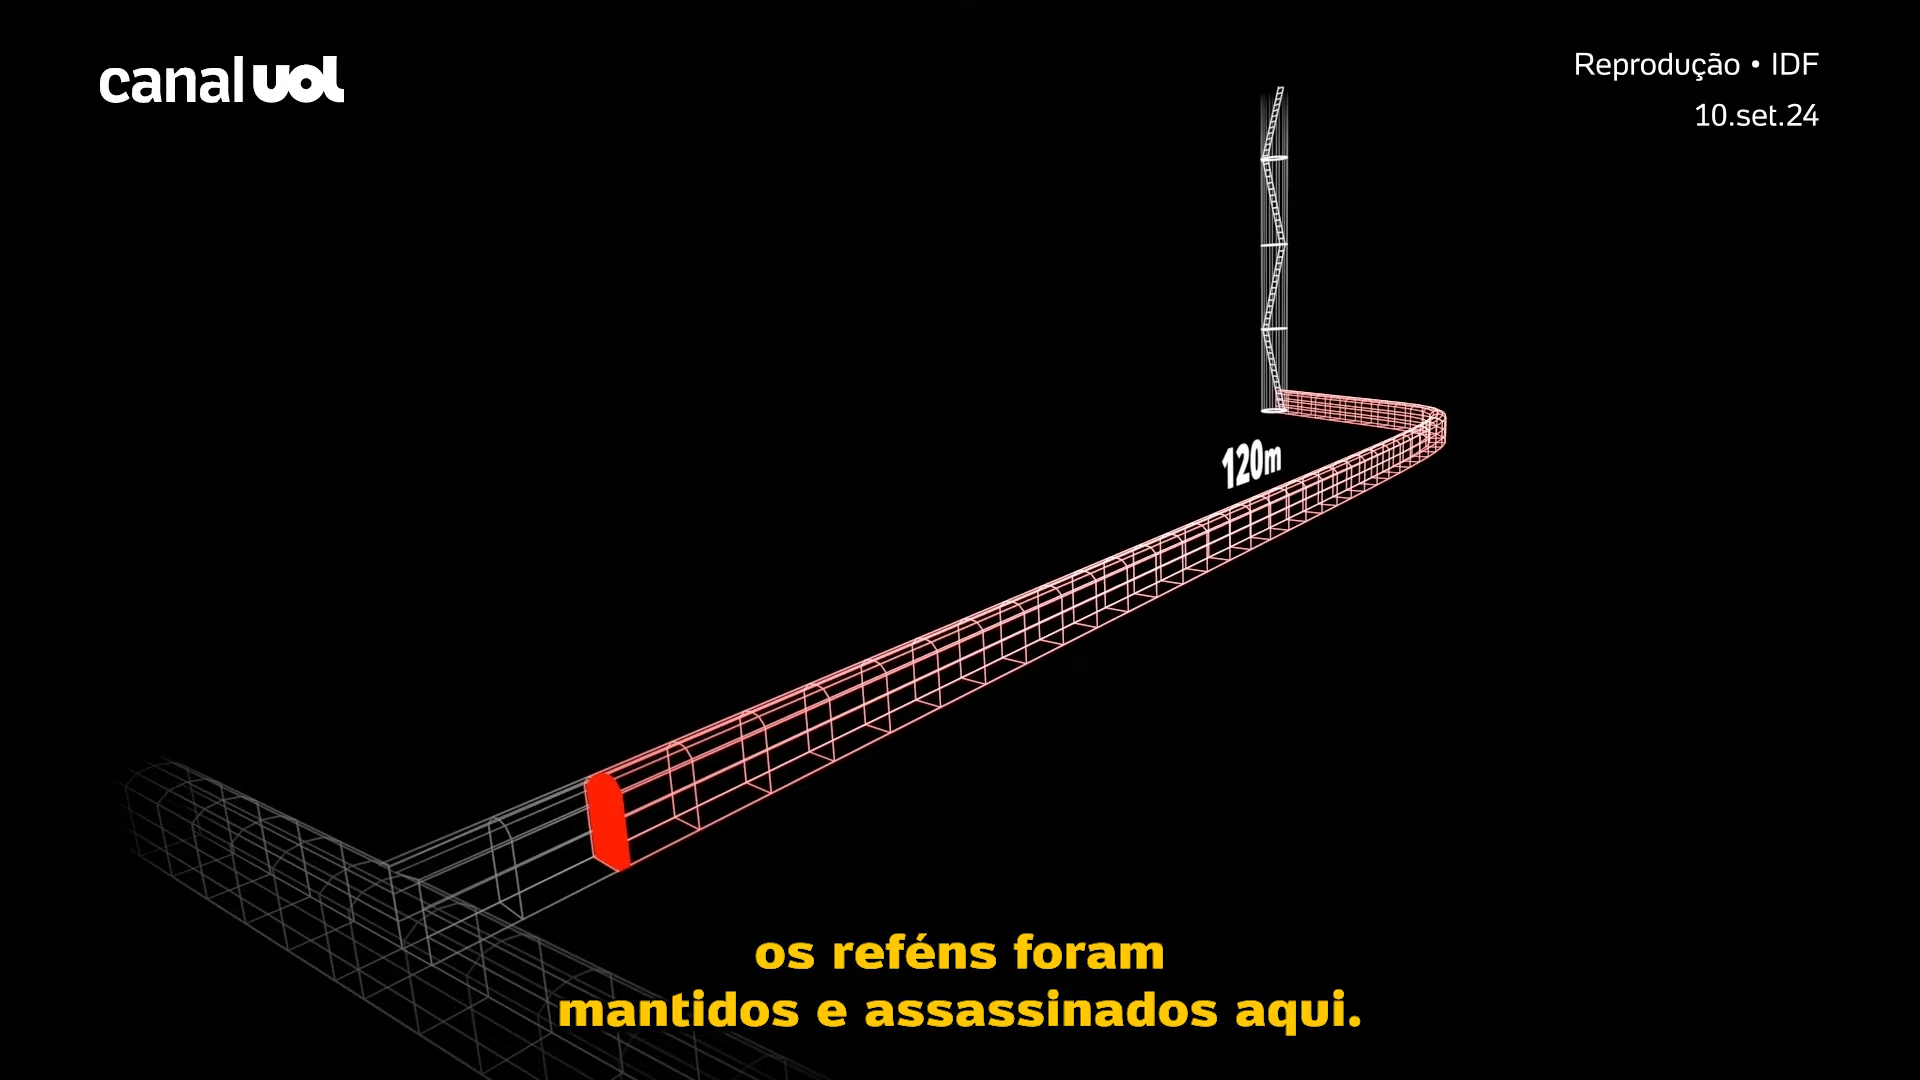 canal uol
Reprodução • IDF
10.set.24
120m
os reféns foram
mantidos e assassinados aqui.